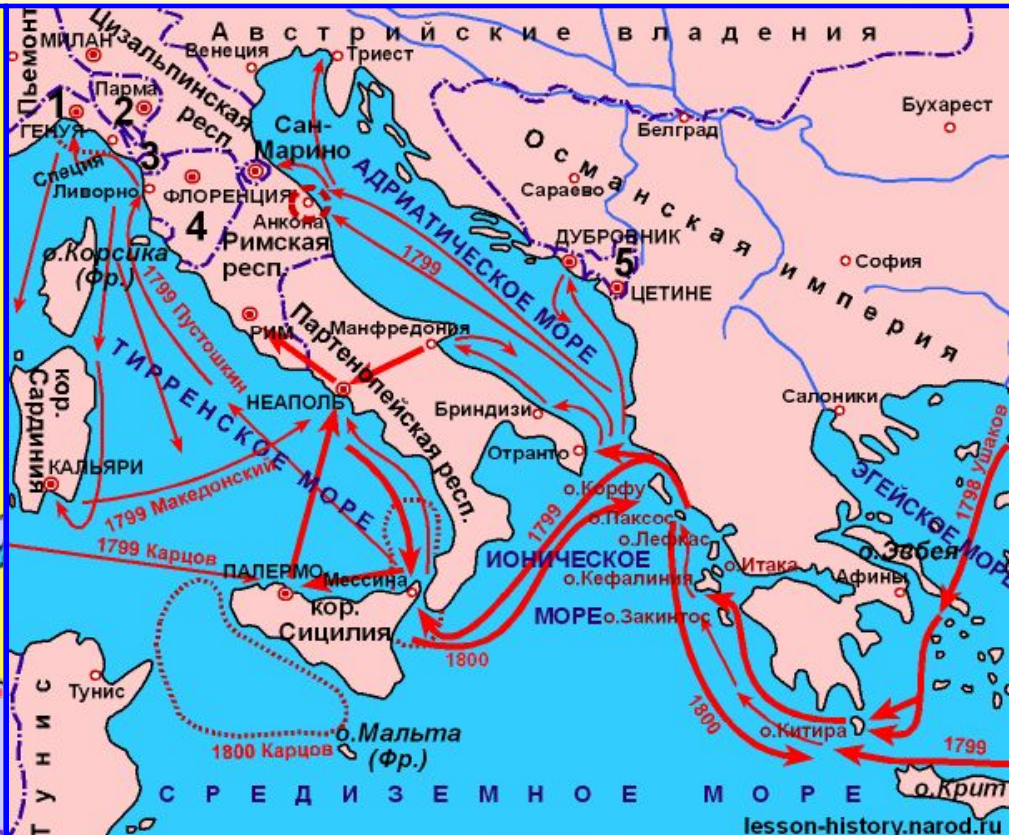 Австрийские владения
МИЛАН
Цизальпинская
респ.
Венеция
Триест
Пьемонт
Парма
1
2
ГЕНУЯ
Сан-
Марино
Белград
Бухарест
Специя
3
Ливорно
ФЛОРЕНЦИЯ
Анкона
4
Римская
респ.
АДРИАТИЧЕСКОЕ МОРЕ
1799
Сараево
Османская империя
ДУБРОВНИК
5
ЦЕТИНЕ
София
о.Корсика
(Фр.)
1799 Пустошкин
РИМ
Партенопейская респ.
Манфредония
ТИРРЕНСКОЕ МОРЕ
НЕАПОЛЬ
Бриндизи
Отранто
Салоники
кор.
Сардиния
КАЛЬЯРИ
1799 Македонский
1799 Карцов
ЭГЕЙСКОЕ МОРЕ
1798 Ушаков
о.Корфу
о.Паксос
о.Лефкас
1799
ИОНИЧЕСКОЕ
МОРЕ
о.Кефалиния
о.Итака
о.Закинтос
о.Эвбея
Афины
ПАЛЕРМО
Мессина
кор.
Сицилия
1800
1800
о.Китира
1799
Тунис
ТУНИС
о.Мальта
(Фр.)
1800 Карцов
о.Крит
СРЕДИЗЕМНОЕ МОРЕ
lesson-history.narod.ru